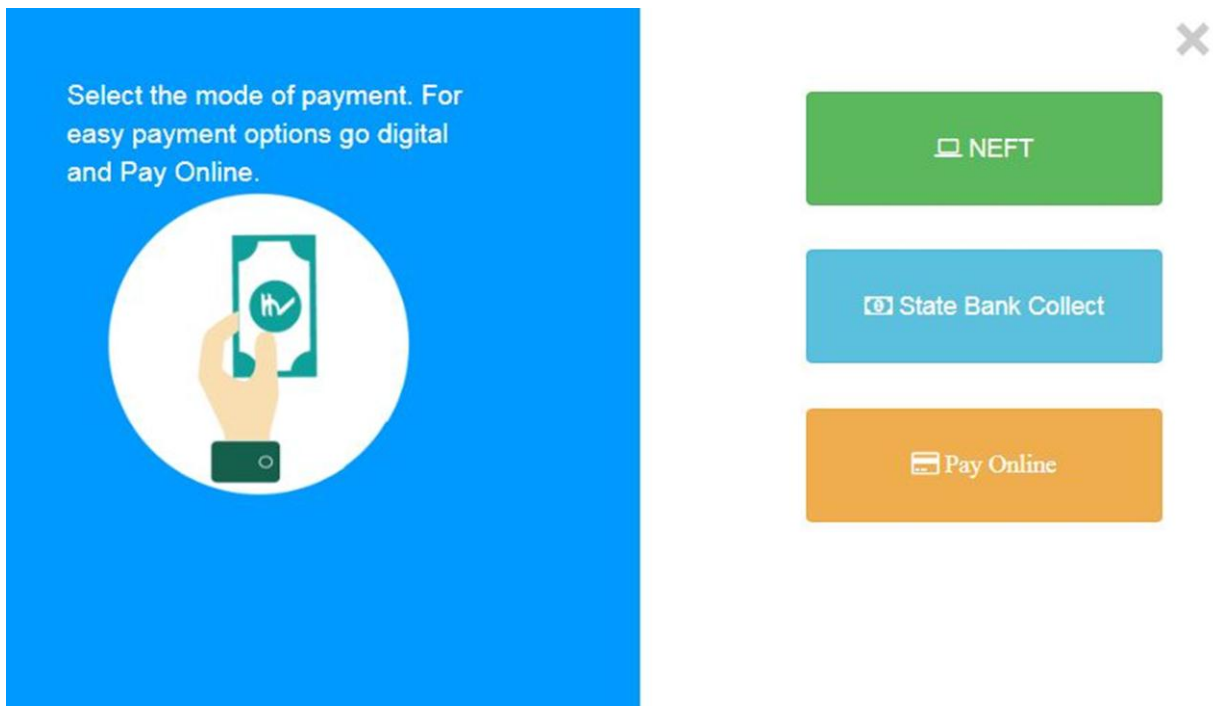 Select the mode of payment. For
easy payment options go digital
and Pay Online.
NEFT
State Bank Collect
Pay Online